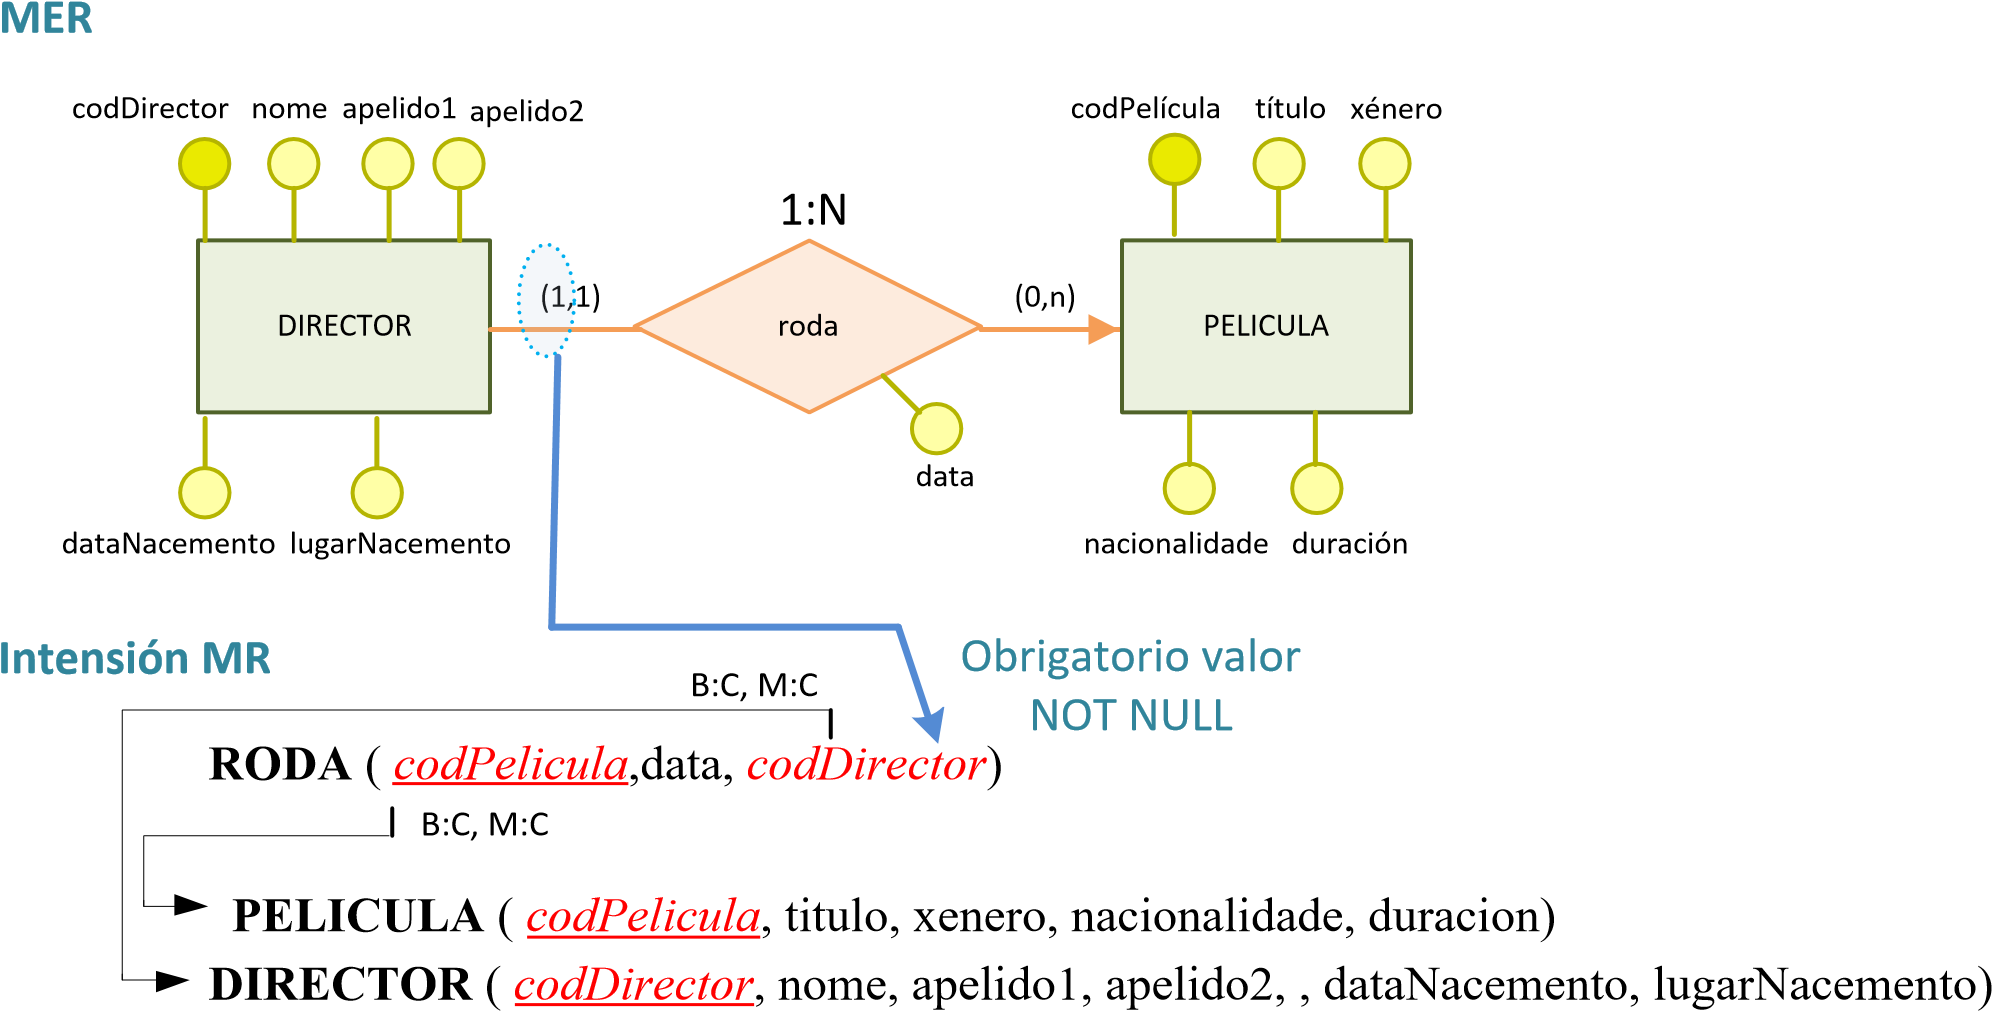 MER
codDirector nome apelido1 apelido2
codPelícula título xénero
1:N
(1,1) (0,n)
DIRECTOR roda PELICULA
data
dataNacemento lugarNacemento
nacionalidade duración
Intensión MR
Obrigatorio valor
NOT NULL
B:C, M:C
RODA ( codPelicula,data, codDirector)
B:C, M:C
PELICULA ( codPelicula, titulo, xenero, nacionalidade, duracion)
DIRECTOR ( codDirector, nome, apelido1, apelido2, , dataNacemento, lugarNacemento)